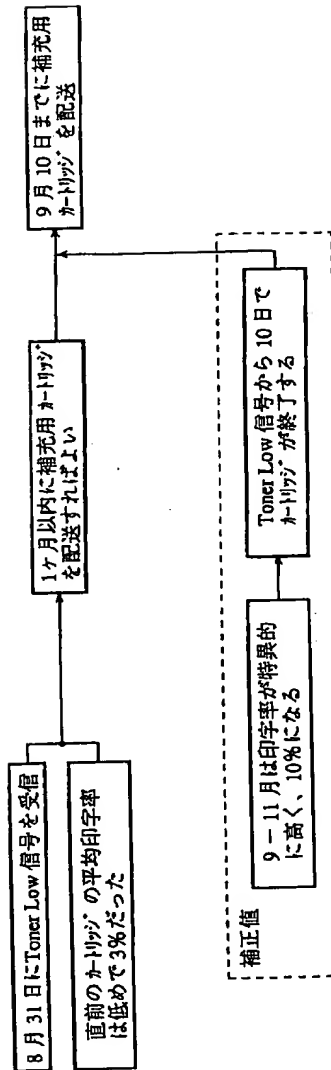 8月31日にToner Low信号を受信
直前のカートリッジの平均印字率
は低めで3%だった
1ヶ月以内に補充用カートリッジ
を配送すればよい
9月10日までに補充用
カートリッジを配送
補正値
9－11月は印字率が特異的
に高く、10%になる
Toner Low信号から10日で
カートリッジが終了する